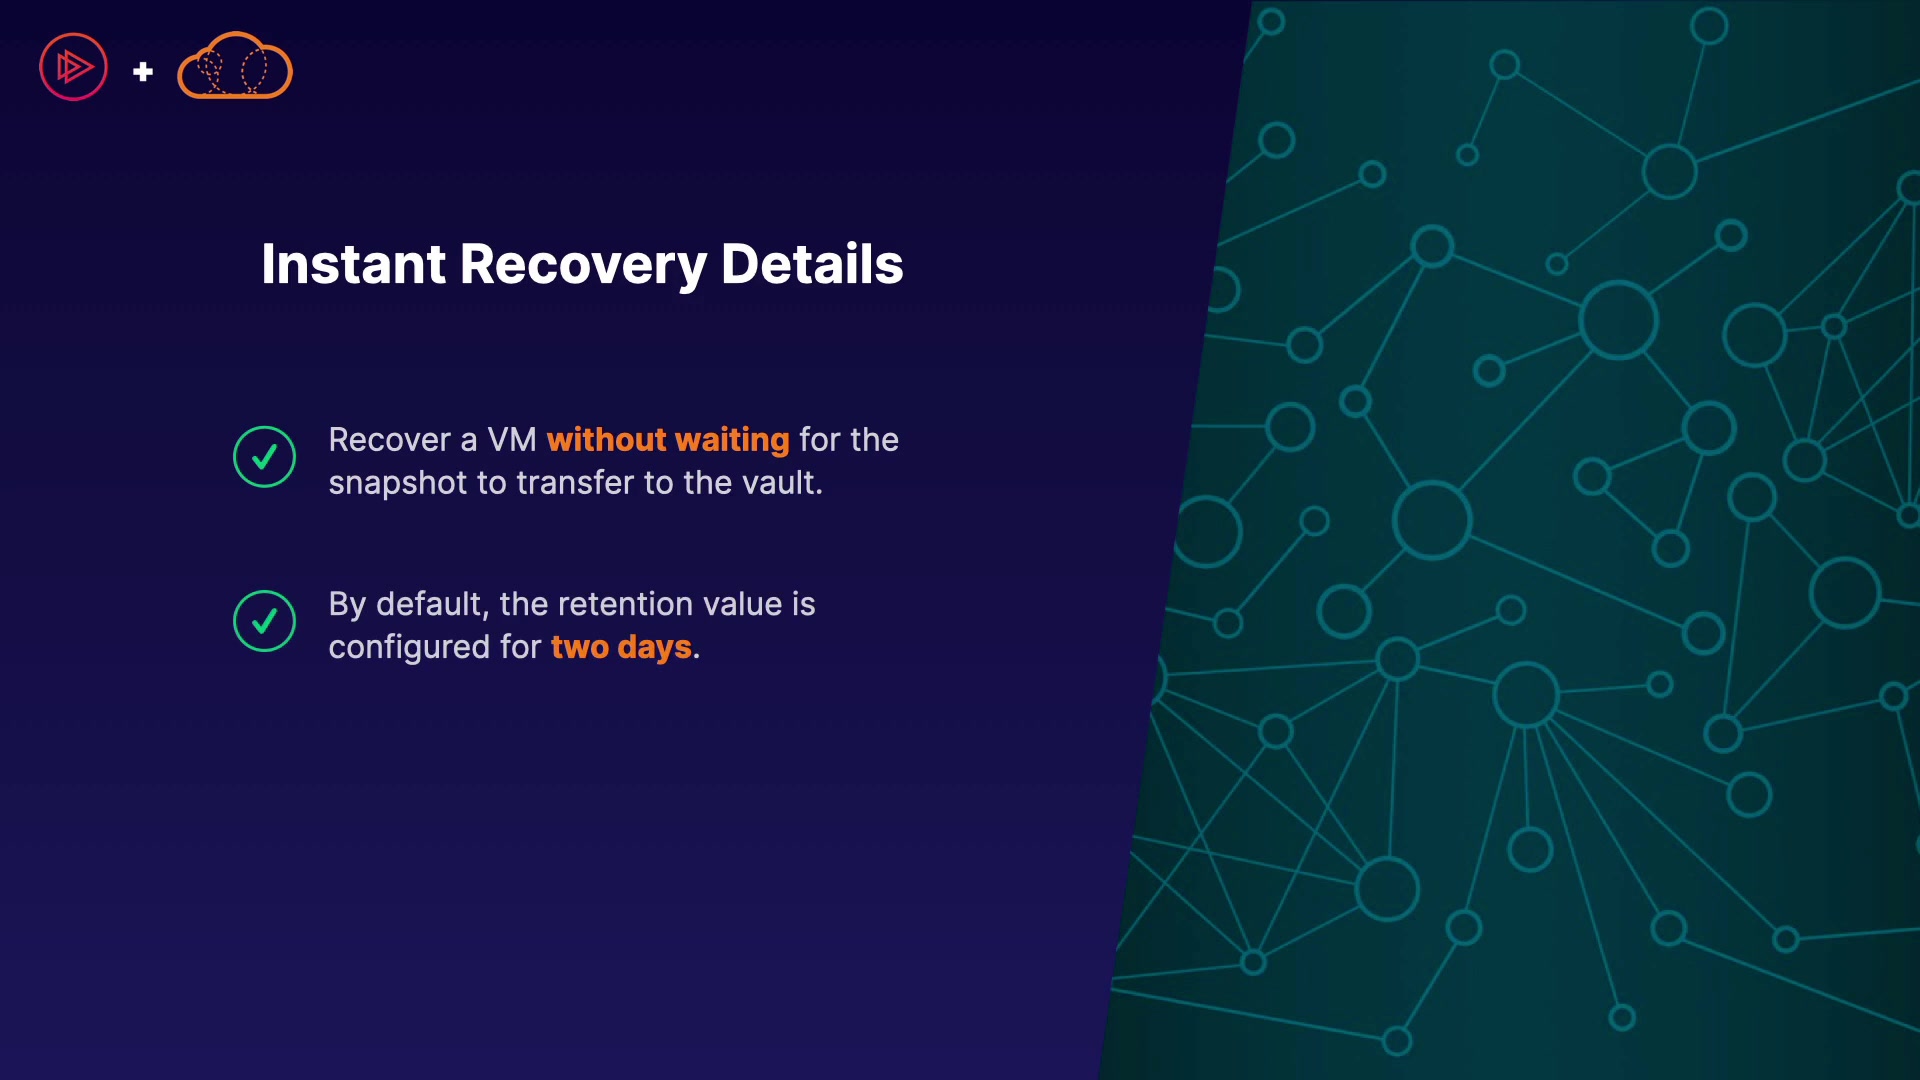 Instant Recovery Details
Recover a VM without waiting for the
snapshot to transfer to the vault.
By default, the retention value is
configured for two days.